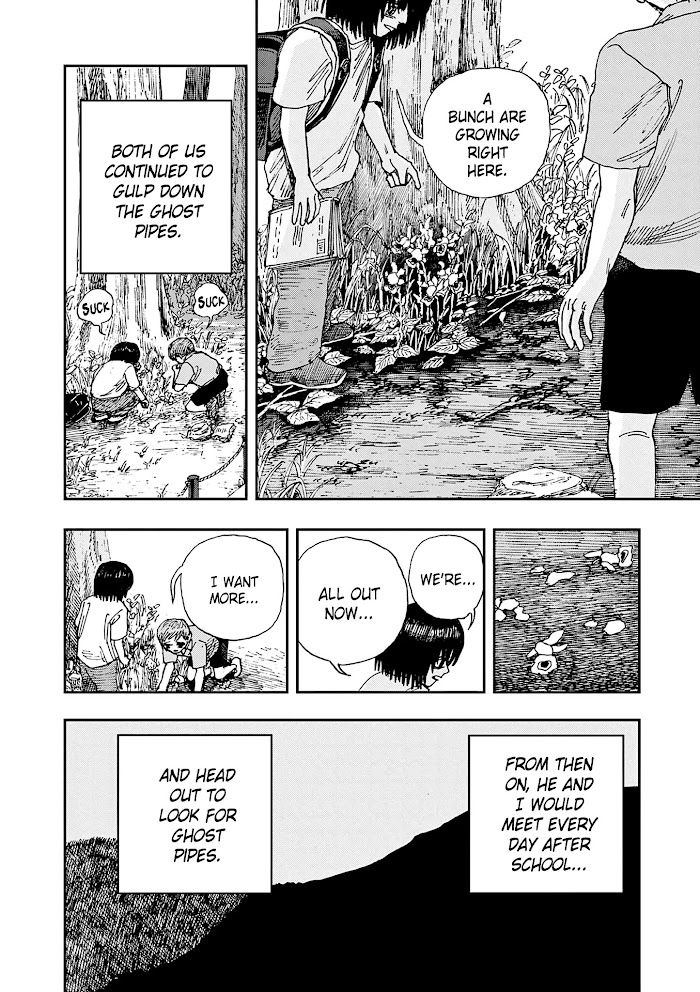 A
BUNCH ARE
GROWING
RIGHT
HERE.
BOTH OF US
CONTINUED TO
GULP DOWN
THE GHOST
PIPES.
SUCK
SUCK
WE'RE...
ALL OUT
NOW...
I WANT
MORE...
FROM THEN
ON, HE AND
I WOULD
MEET EVERY
DAY AFTER
SCHOOL...
AND HEAD
OUT TO
LOOK FOR
GHOST
PIPES.